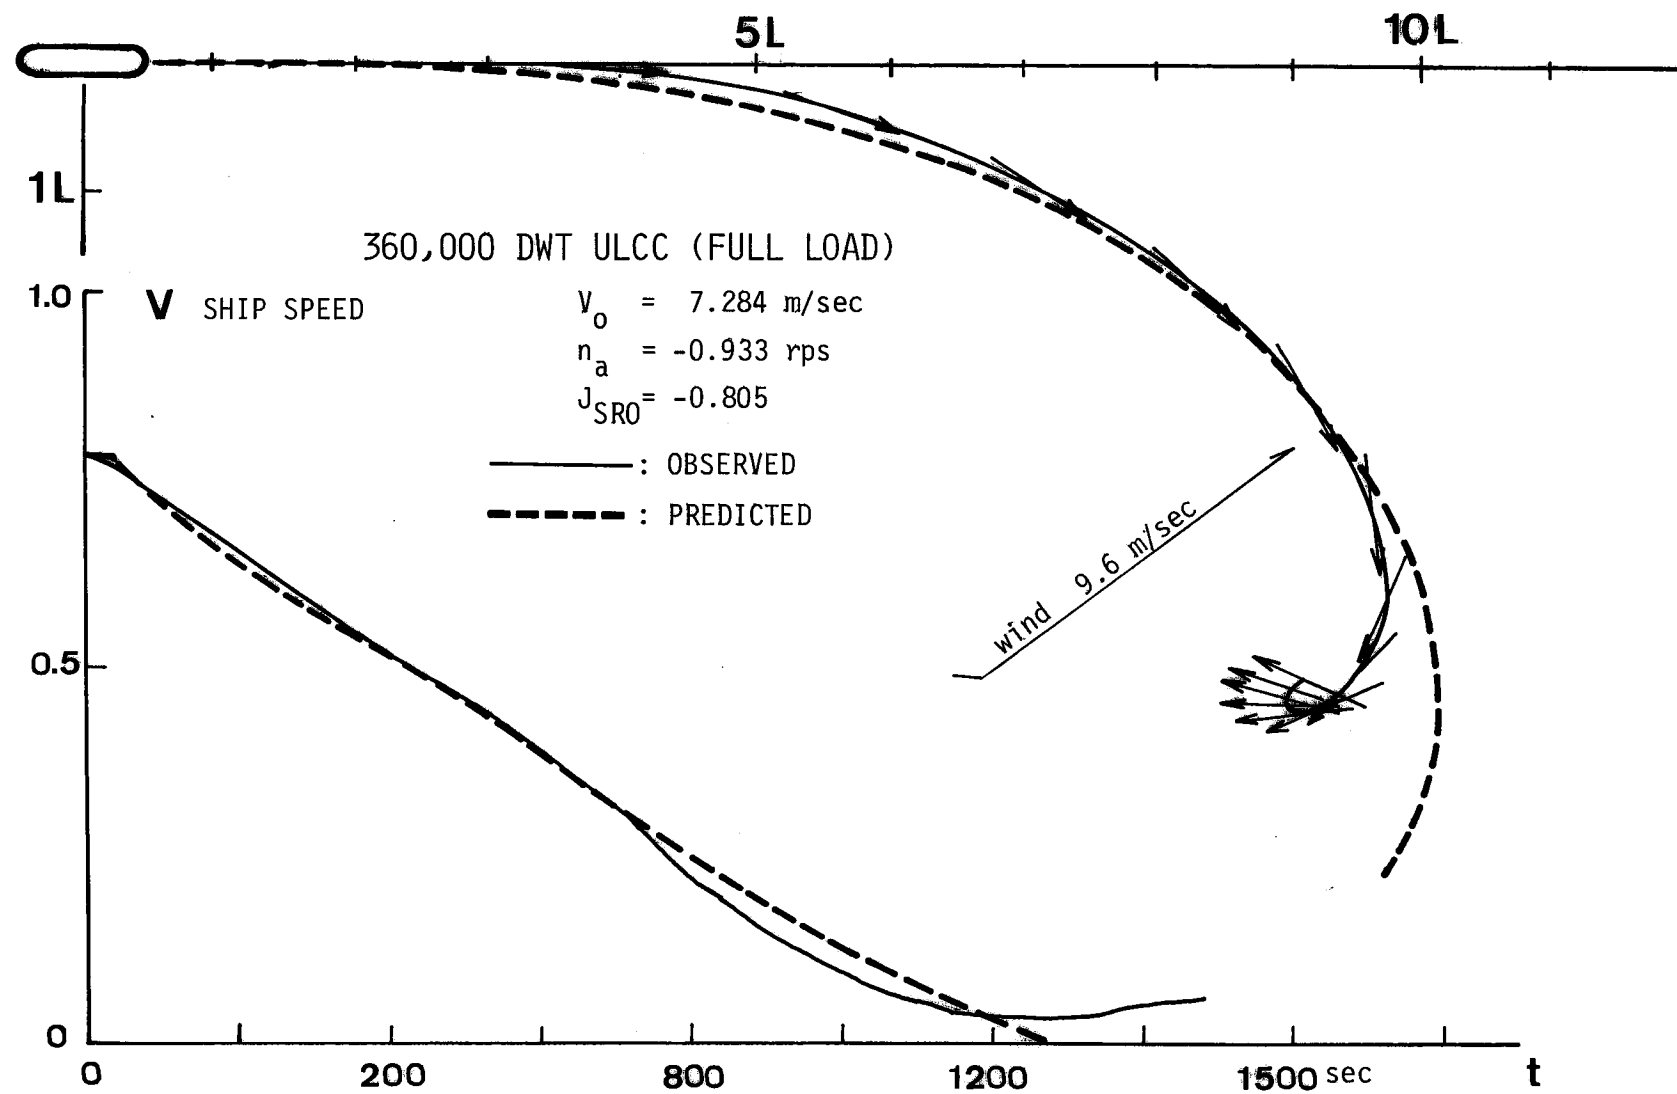 5L 10L
1L
360,000 DWT ULCC (FULL LOAD)
1.0
V SHIP SPEED
Vo = 7.284 m/sec
na = -0.933 rps
JSRO= -0.805
———: OBSERVED
-----: PREDICTED
wind 9.6 m/sec
0.5
0
0 200 800 1200 1500 sec t